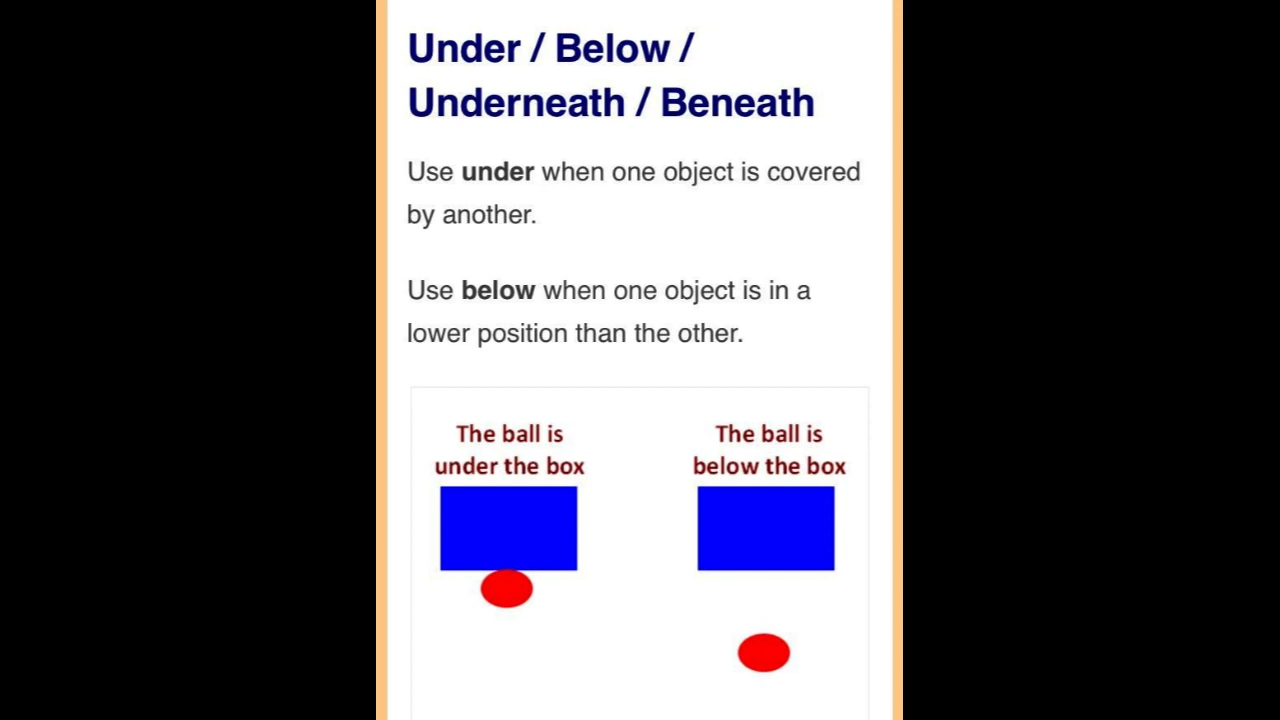 Under / Below /
Underneath / Beneath
Use under when one object is covered
by another.
Use below when one object is in a
lower position than the other.
The ball is
under the box
The ball is
below the box